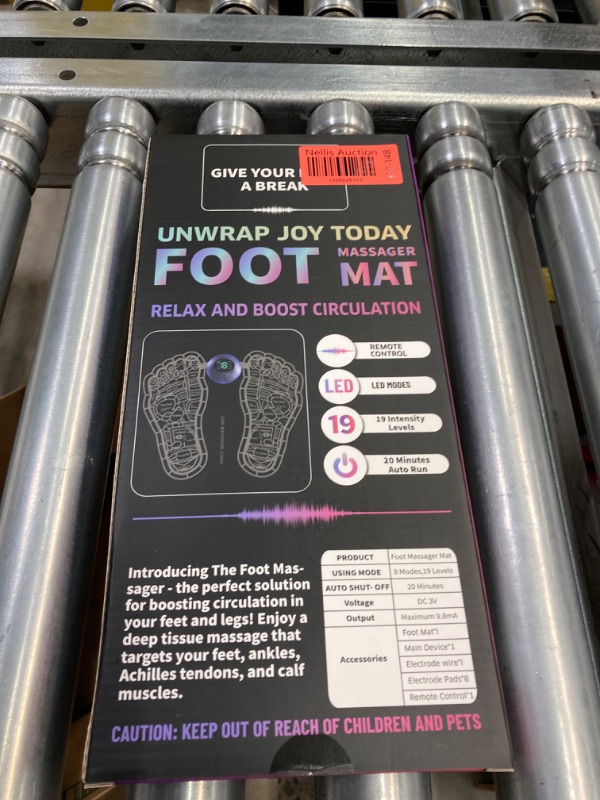 Nellis Auction
GIVE YOUR
A BREAK
UNWRAP JOY TODAY
FOOT MASSAGER MAT
RELAX AND BOOST CIRCULATION
REMOTE CONTROL
LED LED MODES
19 19 Intensity Levels
20 Minutes Auto Run
FOOT MASSAGER MAT
Introducing The Foot Mas-
sager - the perfect solution
for boosting circulation in
your feet and legs! Enjoy a
deep tissue massage that
targets your feet, ankles,
Achilles tendons, and calf
muscles.
PRODUCT Foot Massager Mat
USING MODE 8 Modes,19 Levels
AUTO SHUT- OFF 20 Minutes
Voltage DC 3V
Output Maximum 9.8mA
Accessories
Foot Mat*1
Main Device*1
Electrode wire*1
Electrode Pads*8
Remote Control*1
CAUTION: KEEP OUT OF REACH OF CHILDREN AND PETS